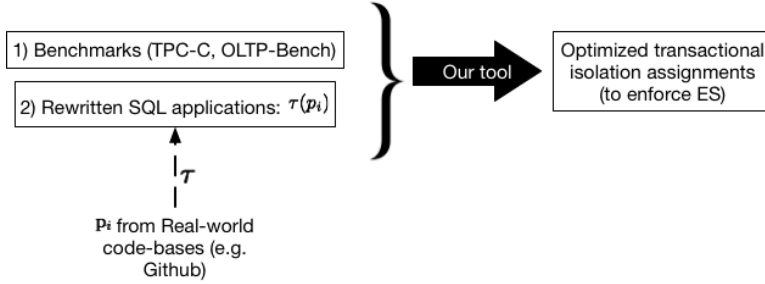 1) Benchmarks (TPC-C, OLTP-Bench)
2) Rewritten SQL applications: τ(pᵢ)
τ
pᵢ from Real-world
code-bases (e.g.
Github)
Our tool
Optimized transactional
isolation assignments
(to enforce ES)